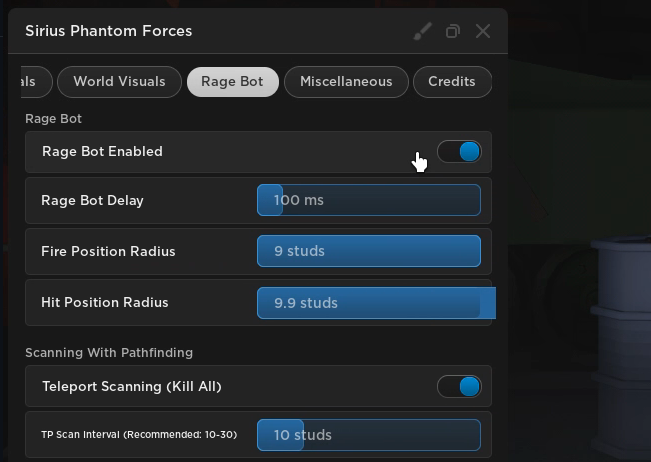 Sirius Phantom Forces
als World Visuals Rage Bot Miscellaneous Credits
Rage Bot
Rage Bot Enabled
Rage Bot Delay 100 ms
Fire Position Radius 9 studs
Hit Position Radius 9.9 studs
Scanning With Pathfinding
Teleport Scanning (Kill All)
TP Scan Interval (Recommended: 10-30) 10 studs